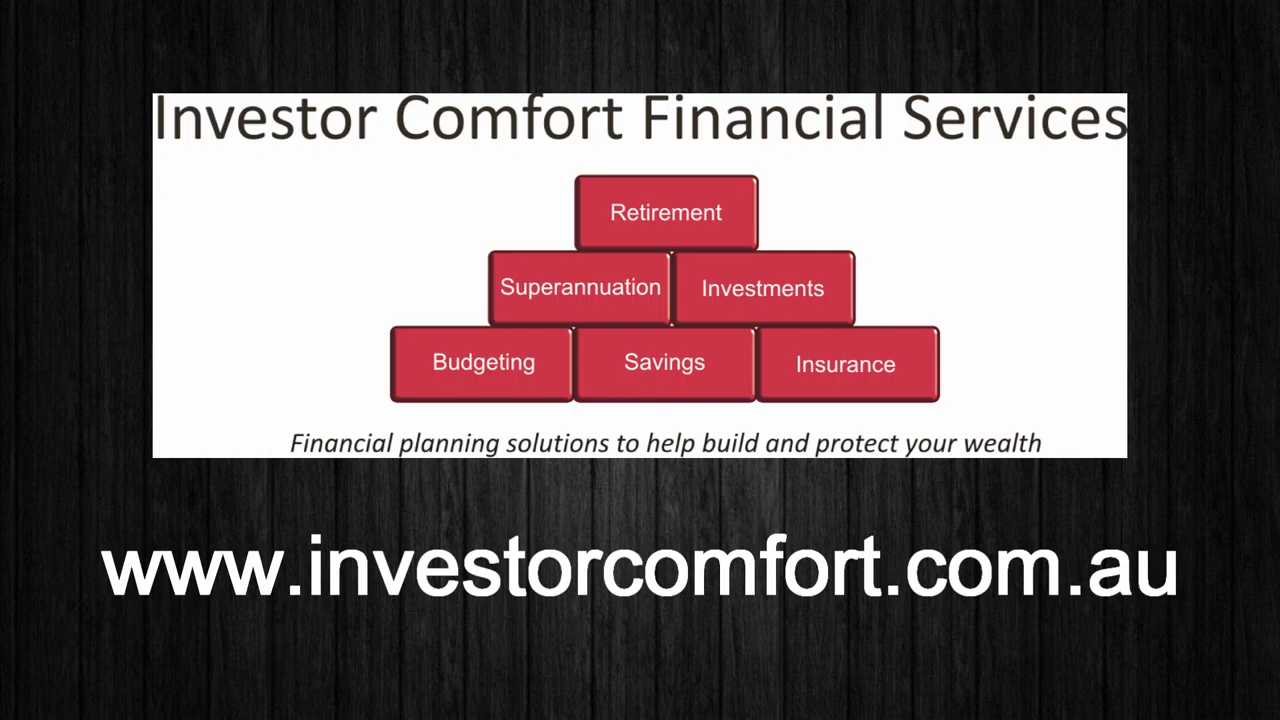 Investor Comfort Financial Services
Retirement
Superannuation
Investments
Budgeting
Savings
Insurance
Financial planning solutions to help build and protect your wealth
www.investorcomfort.com.au